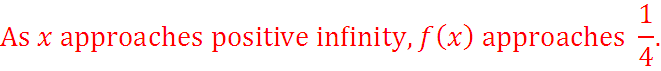 As x approaches positive infinity, f(x) approaches 1/4.